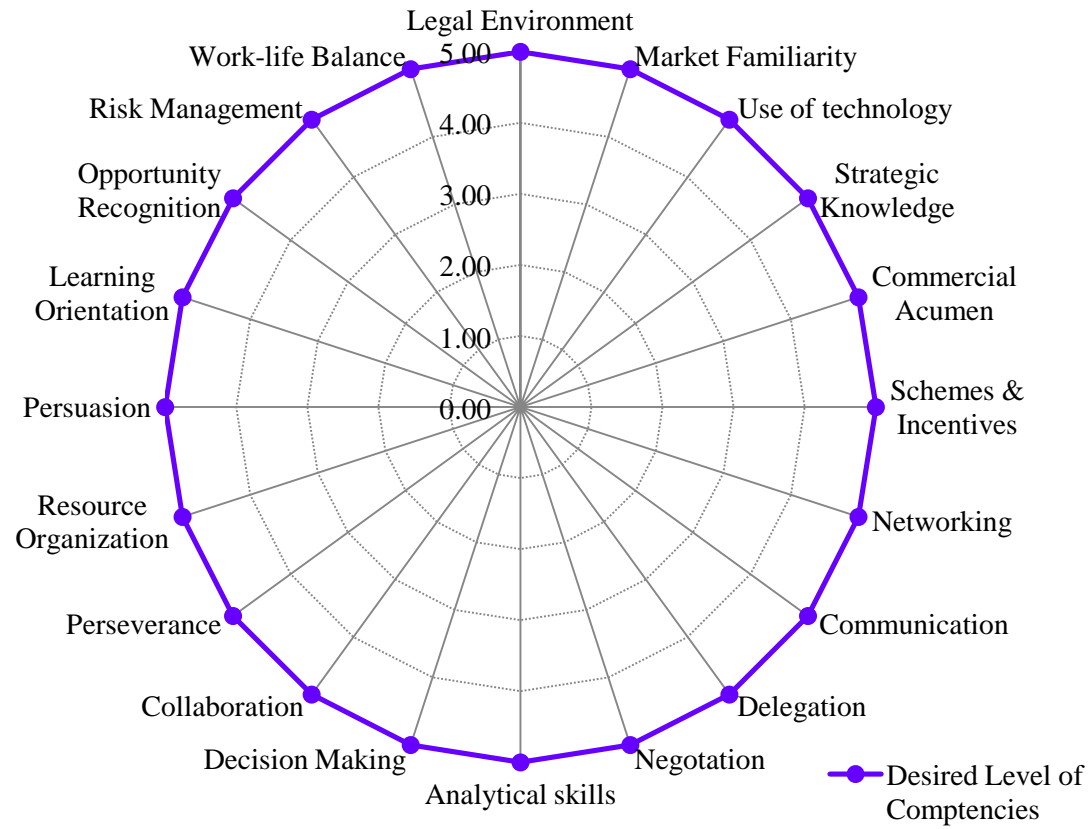 Legal Environment
Market Familiarity
Use of technology
Strategic
Knowledge
Commercial
Acumen
Schemes &
Incentives
Networking
Communication
Delegation
Negotation
Analytical skills
Decision Making
Collaboration
Perseverance
Resource
Organization
Persuasion
Learning
Orientation
Opportunity
Recognition
Risk Management
Work-life Balance
5.00
4.00
3.00
2.00
1.00
0.00
Desired Level of
Comptencies